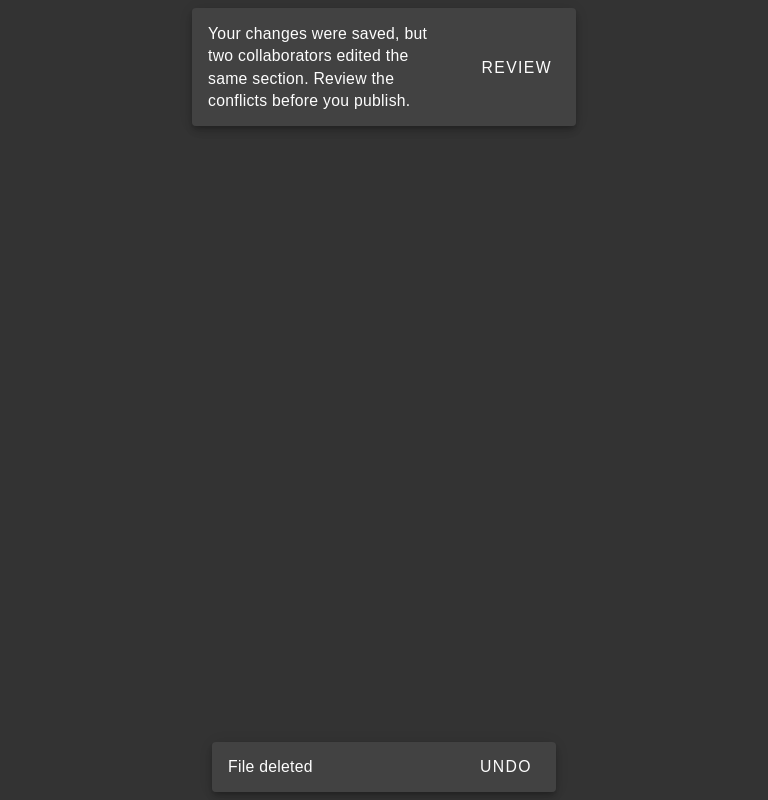 Your changes were saved, but
two collaborators edited the
same section. Review the
conflicts before you publish.
REVIEW
File deleted
UNDO